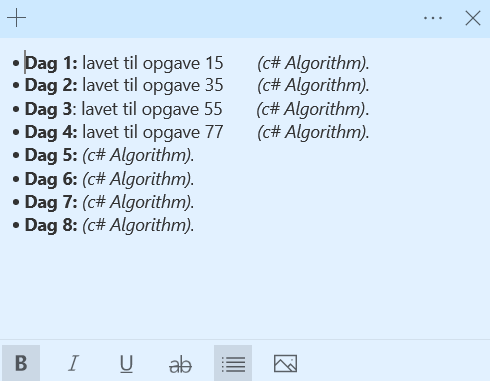 • Dag 1: lavet til opgave 15 (c# Algorithm).
• Dag 2: lavet til opgave 35 (c# Algorithm).
• Dag 3: lavet til opgave 55 (c# Algorithm).
• Dag 4: lavet til opgave 77 (c# Algorithm).
• Dag 5: (c# Algorithm).
• Dag 6: (c# Algorithm).
• Dag 7: (c# Algorithm).
• Dag 8: (c# Algorithm).
B I U ab